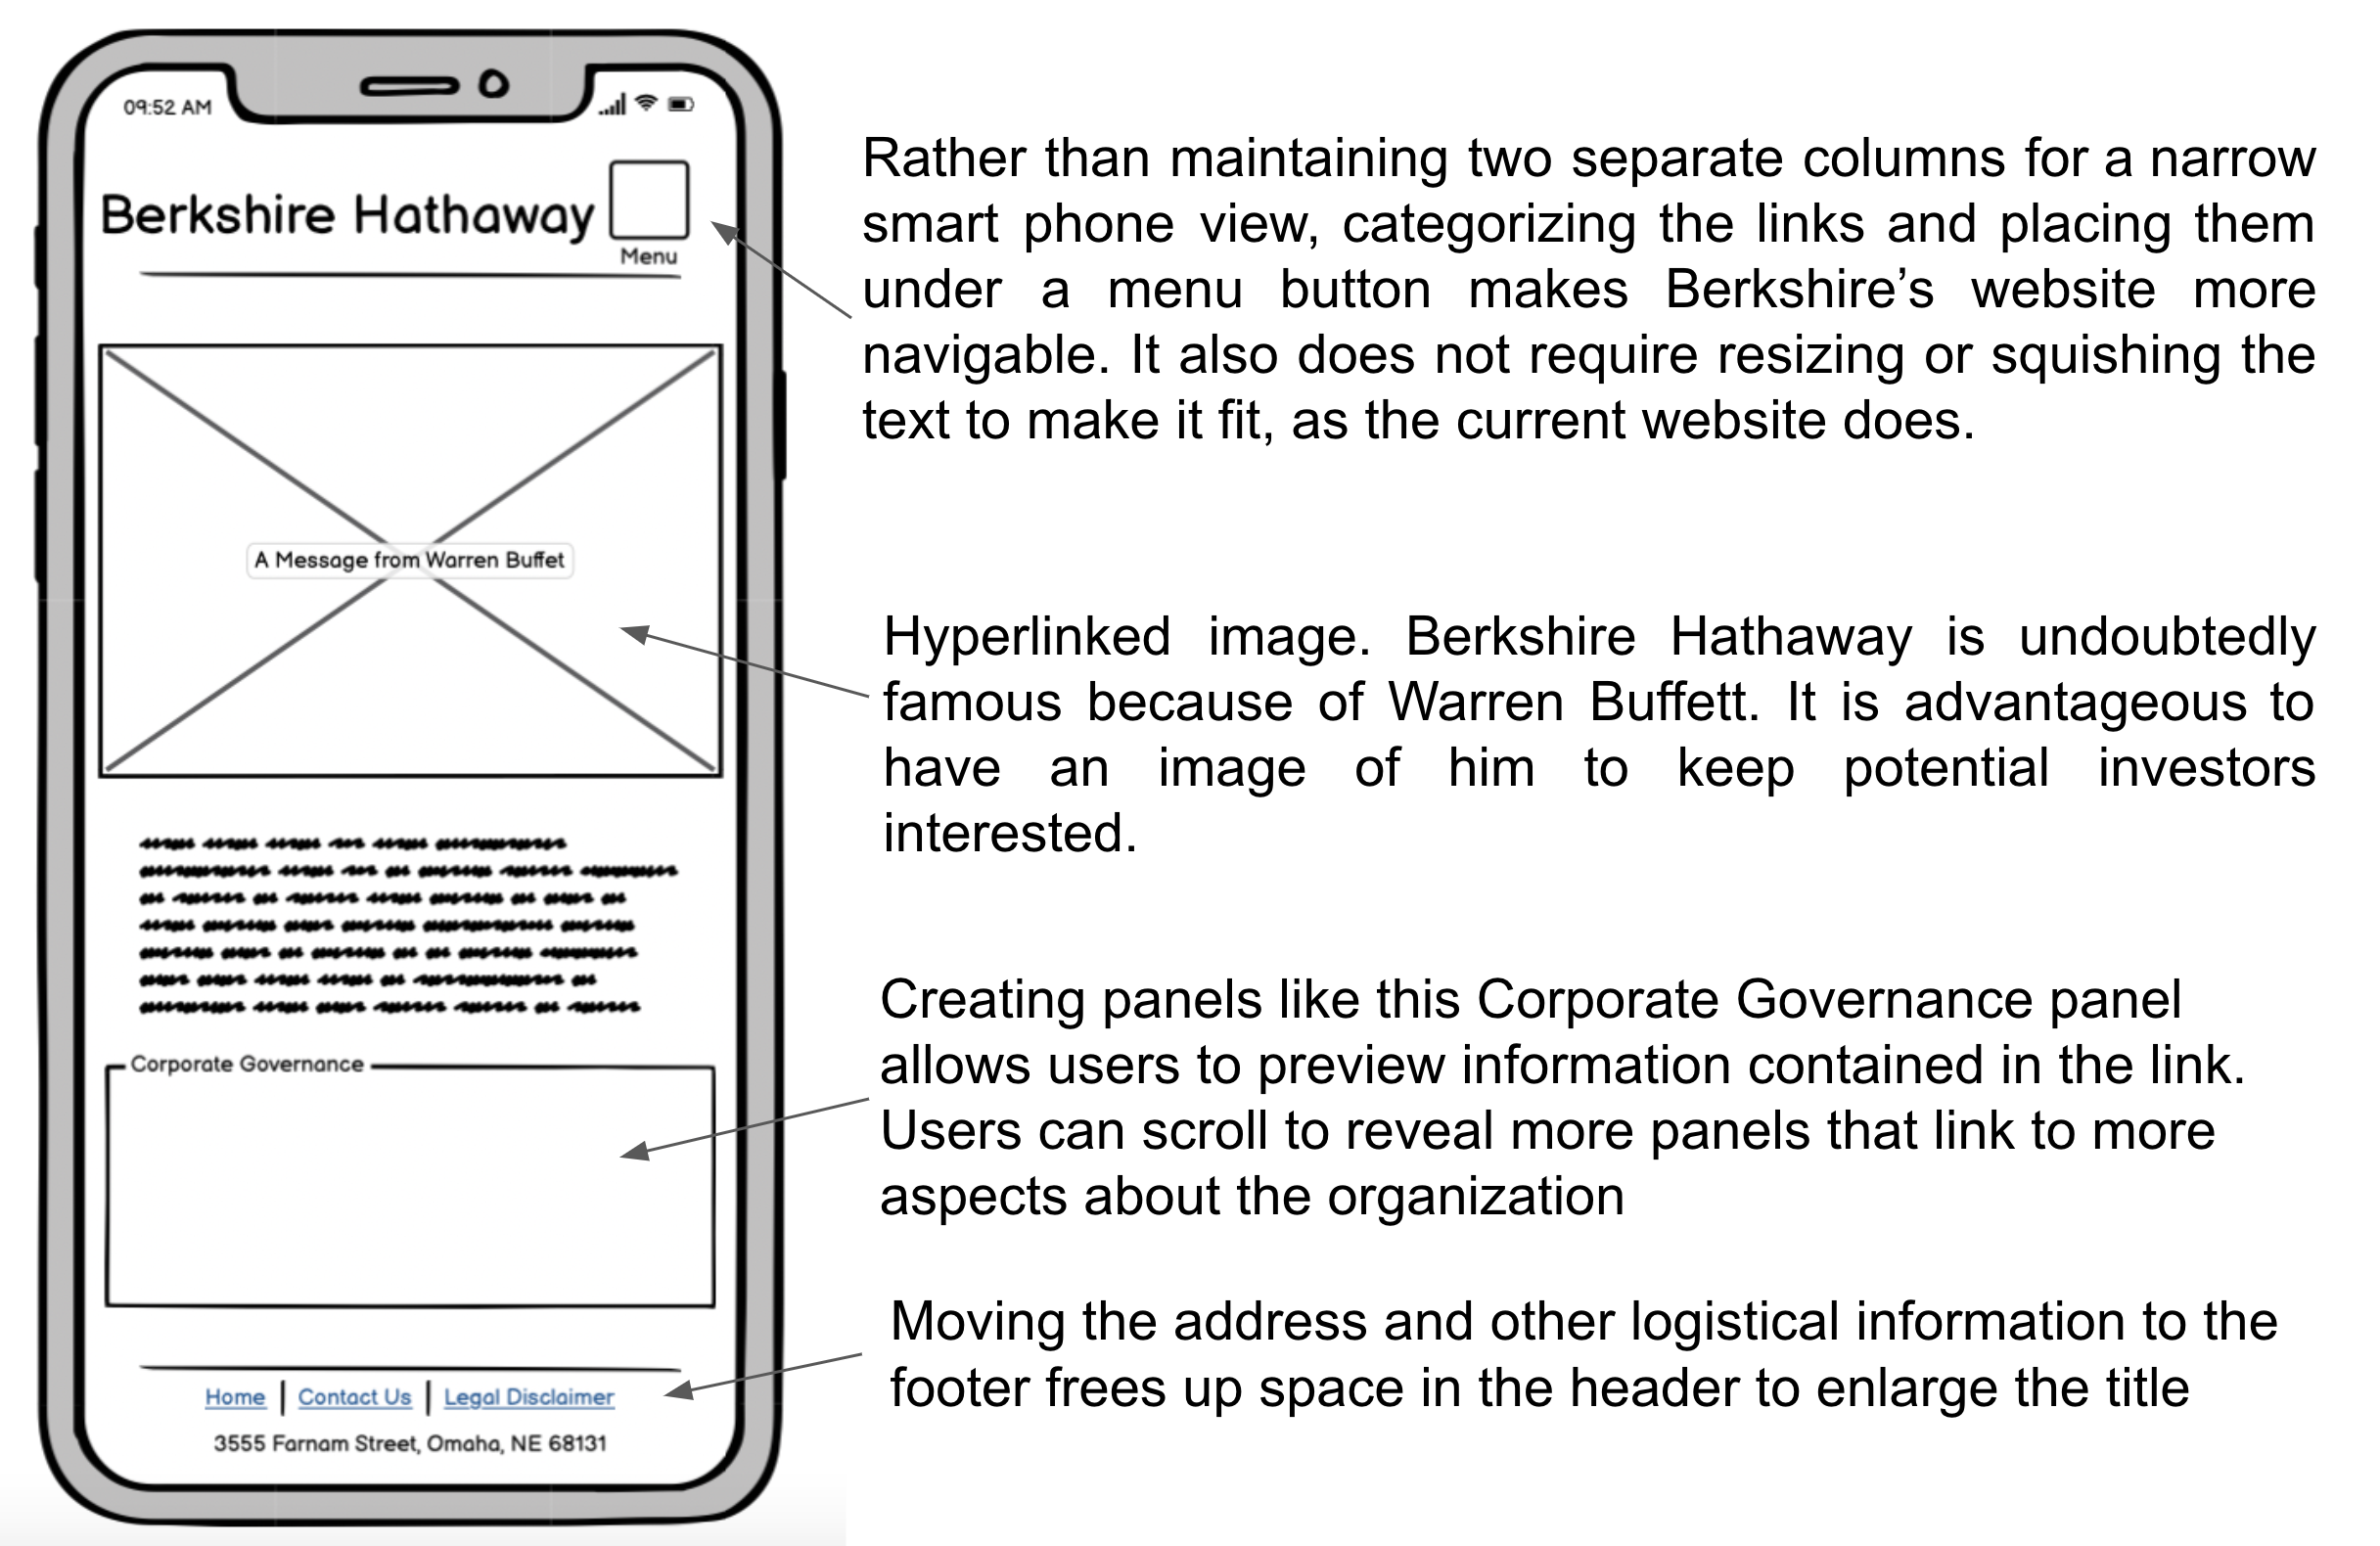 09:52 AM
Berkshire Hathaway
Menu
A Message from Warren Buffet
Corporate Governance
Home | Contact Us | Legal Disclaimer
3555 Farnam Street, Omaha, NE 68131
Rather than maintaining two separate columns for a narrow
smart phone view, categorizing the links and placing them
under a menu button makes Berkshire’s website more
navigable. It also does not require resizing or squishing the
text to make it fit, as the current website does.
Hyperlinked image. Berkshire Hathaway is undoubtedly
famous because of Warren Buffett. It is advantageous to
have an image of him to keep potential investors
interested.
Creating panels like this Corporate Governance panel
allows users to preview information contained in the link.
Users can scroll to reveal more panels that link to more
aspects about the organization
Moving the address and other logistical information to the
footer frees up space in the header to enlarge the title